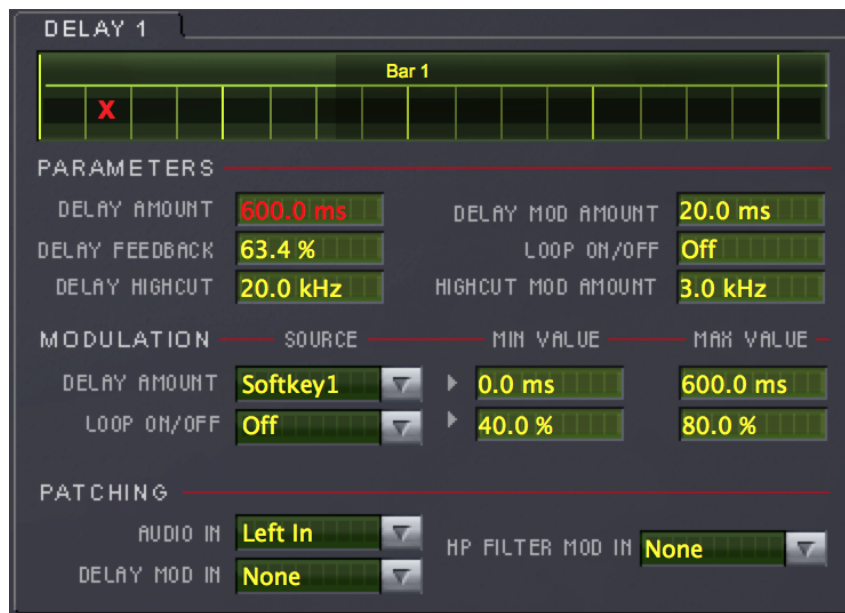 DELAY 1
Bar 1
X
PARAMETERS
DELAY AMOUNT 600.0 ms DELAY MOD AMOUNT 20.0 ms
DELAY FEEDBACK 63.4 % LOOP ON/OFF Off
DELAY HIGHCUT 20.0 kHz HIGHCUT MOD AMOUNT 3.0 kHz
MODULATION SOURCE MIN VALUE MAX VALUE
DELAY AMOUNT Softkey1 0.0 ms 600.0 ms
LOOP ON/OFF Off 40.0 % 80.0 %
PATCHING
AUDIO IN Left In HP FILTER MOD IN None
DELAY MOD IN None